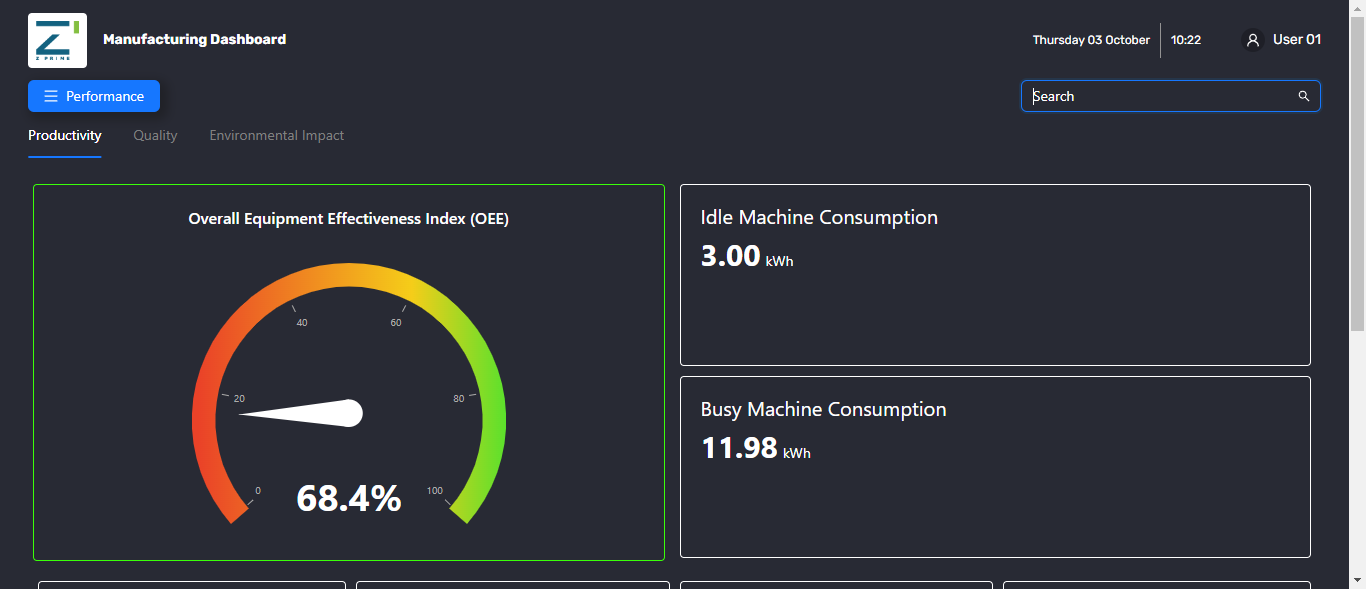 Z PRIME
Manufacturing Dashboard
Thursday 03 October
10:22
User 01
Performance
Search
Productivity
Quality
Environmental Impact
Overall Equipment Effectiveness Index (OEE)
0
20
40
60
80
100
68.4%
Idle Machine Consumption
3.00 kWh
Busy Machine Consumption
11.98 kWh